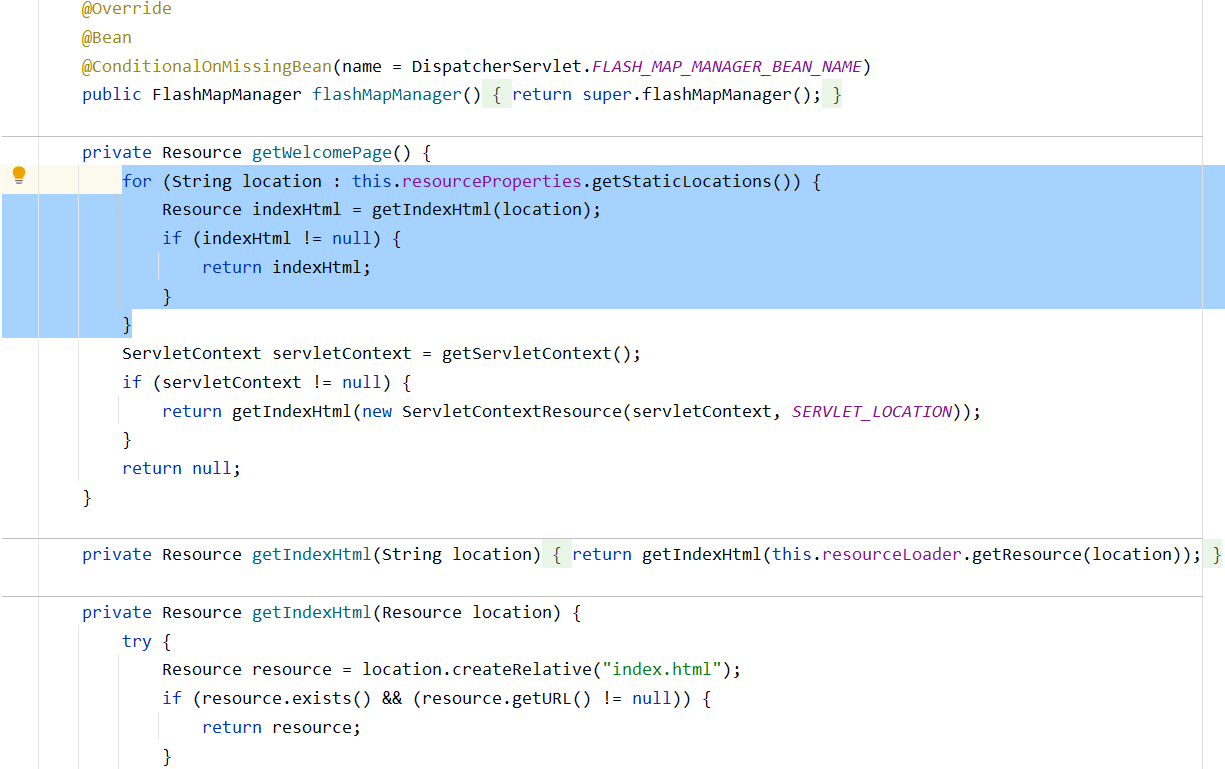 @Override
@Bean
@ConditionalOnMissingBean(name = DispatcherServlet.FLASH_MAP_MANAGER_BEAN_NAME)
public FlashMapManager flashMapManager() { return super.flashMapManager(); }
private Resource getWelcomePage() {
for (String location : this.resourceProperties.getStaticLocations()) {
Resource indexHtml = getIndexHtml(location);
if (indexHtml != null) {
return indexHtml;
}
}
ServletContext servletContext = getServletContext();
if (servletContext != null) {
return getIndexHtml(new ServletContextResource(servletContext, SERVLET_LOCATION));
}
return null;
}
private Resource getIndexHtml(String location) { return getIndexHtml(this.resourceLoader.getResource(location)); }
private Resource getIndexHtml(Resource location) {
try {
Resource resource = location.createRelative("index.html");
if (resource.exists() && (resource.getURL() != null)) {
return resource;
}